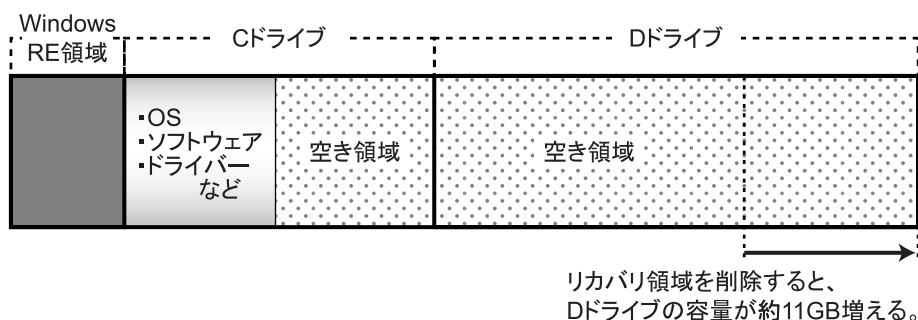 Windows
RE領域
Cドライブ
Dドライブ
・OS
・ソフトウェア
・ドライバー
など
空き領域
空き領域
リカバリ領域を削除すると、
Dドライブの容量が約11GB増える。